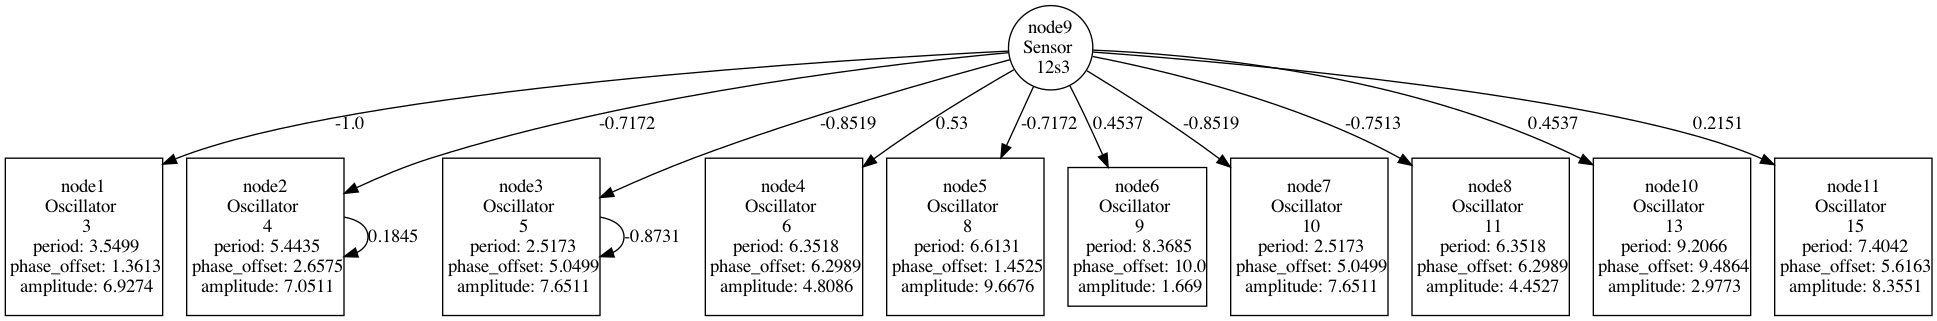 node9
Sensor
12s3
-1.0
-0.7172
-0.8519
0.53
-0.7172
0.4537
-0.8519
-0.7513
0.4537
0.2151
node1
Oscillator
3
period: 3.5499
phase_offset: 1.3613
amplitude: 6.9274
node2
Oscillator
4
period: 5.4435
phase_offset: 2.6575
amplitude: 7.0511
0.1845
node3
Oscillator
5
period: 2.5173
phase_offset: 5.0499
amplitude: 7.6511
-0.8731
node4
Oscillator
6
period: 6.3518
phase_offset: 6.2989
amplitude: 4.8086
node5
Oscillator
8
period: 6.6131
phase_offset: 1.4525
amplitude: 9.6676
node6
Oscillator
9
period: 8.3685
phase_offset: 10.0
amplitude: 1.669
node7
Oscillator
10
period: 2.5173
phase_offset: 5.0499
amplitude: 7.6511
node8
Oscillator
11
period: 6.3518
phase_offset: 6.2989
amplitude: 4.4527
node10
Oscillator
13
period: 9.2066
phase_offset: 9.4864
amplitude: 2.9773
node11
Oscillator
15
period: 7.4042
phase_offset: 5.6163
amplitude: 8.3551